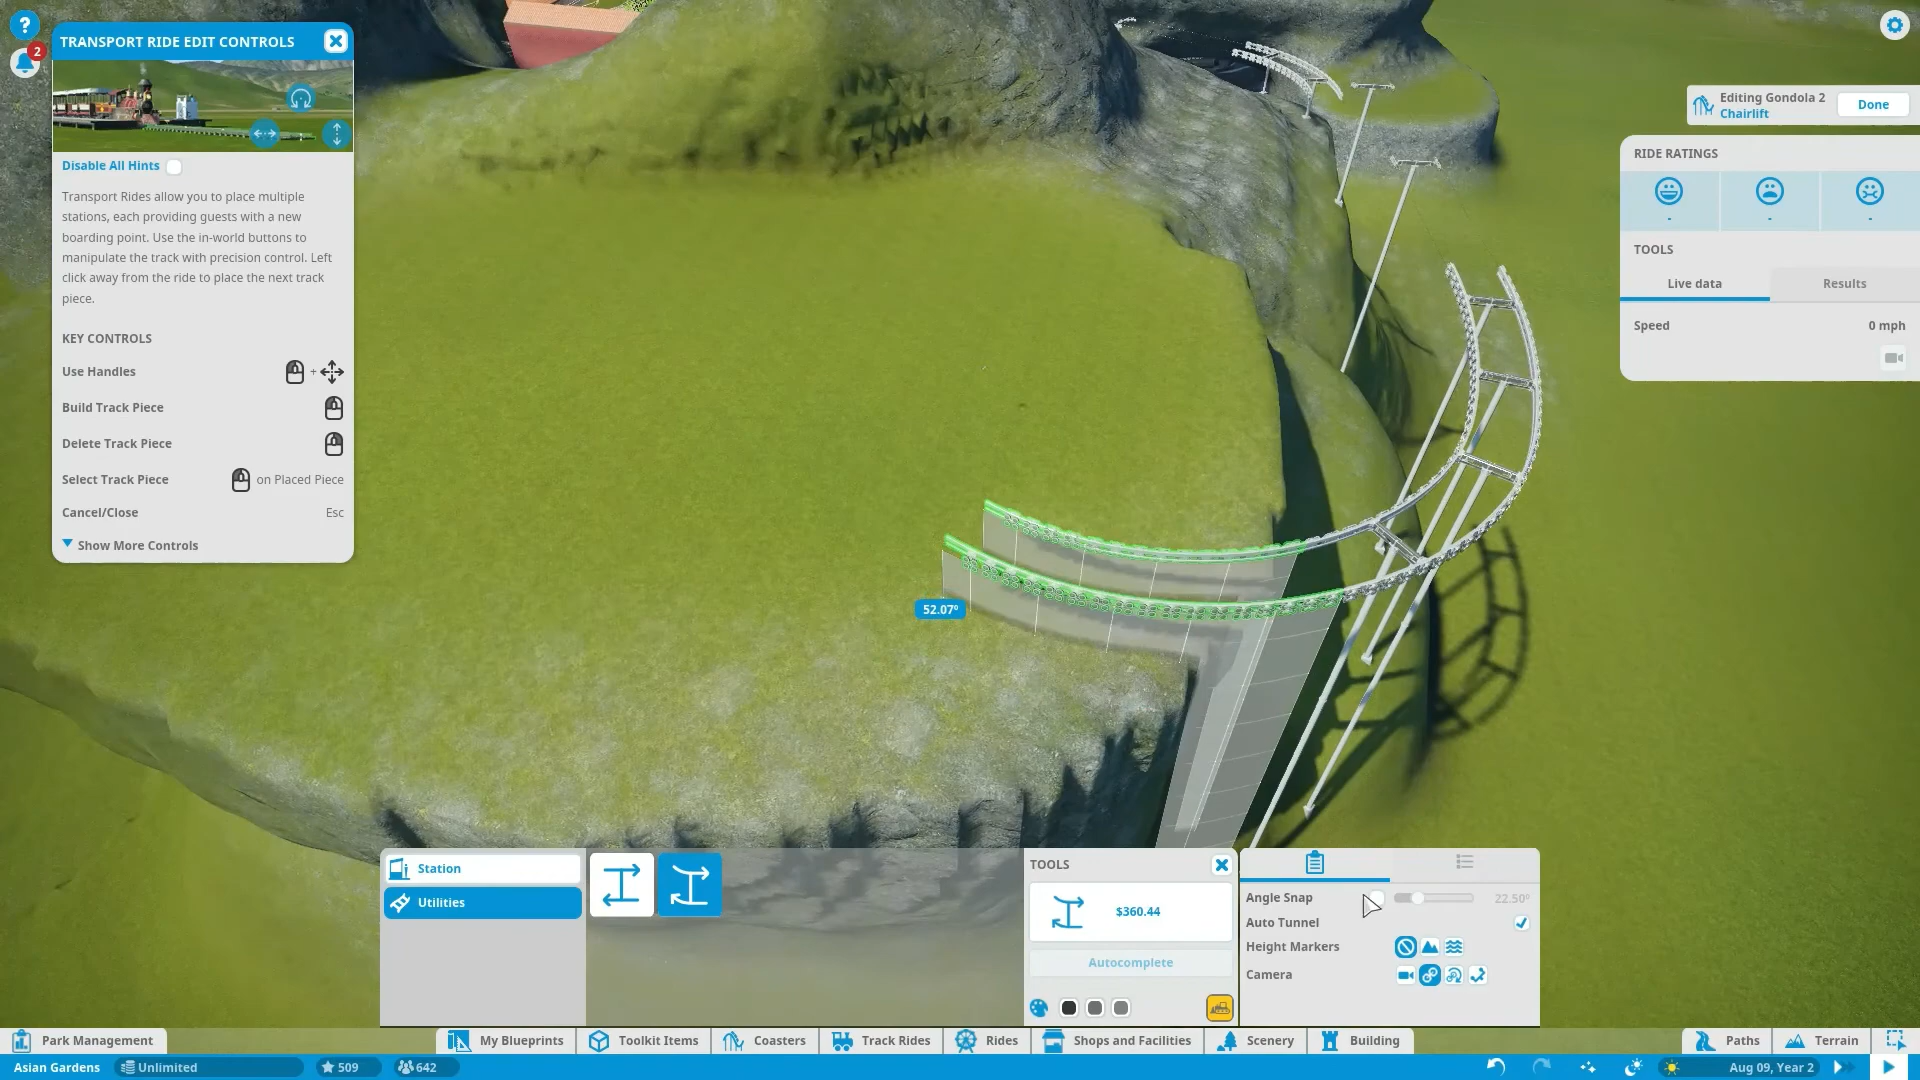 ?
2
TRANSPORT RIDE EDIT CONTROLS
Disable All Hints
Transport Rides allow you to place multiple
stations, each providing guests with a new
boarding point. Use the in-world buttons to
manipulate the track with precision control. Left
click away from the ride to place the next track
piece.
KEY CONTROLS
Use Handles +
Build Track Piece
Delete Track Piece
Select Track Piece on Placed Piece
Cancel/Close Esc
Show More Controls
Editing Gondola 2
Chairlift
Done
RIDE RATINGS
- - -
TOOLS
Live data Results
Speed 0 mph
52.07°
Station
Utilities
TOOLS
$360.44
Autocomplete
Angle Snap 22.50°
Auto Tunnel
Height Markers
Camera
Park Management
My Blueprints
Toolkit Items
Coasters
Track Rides
Rides
Shops and Facilities
Scenery
Building
Paths
Terrain
Asian Gardens
Unlimited
509
642
Aug 09, Year 2